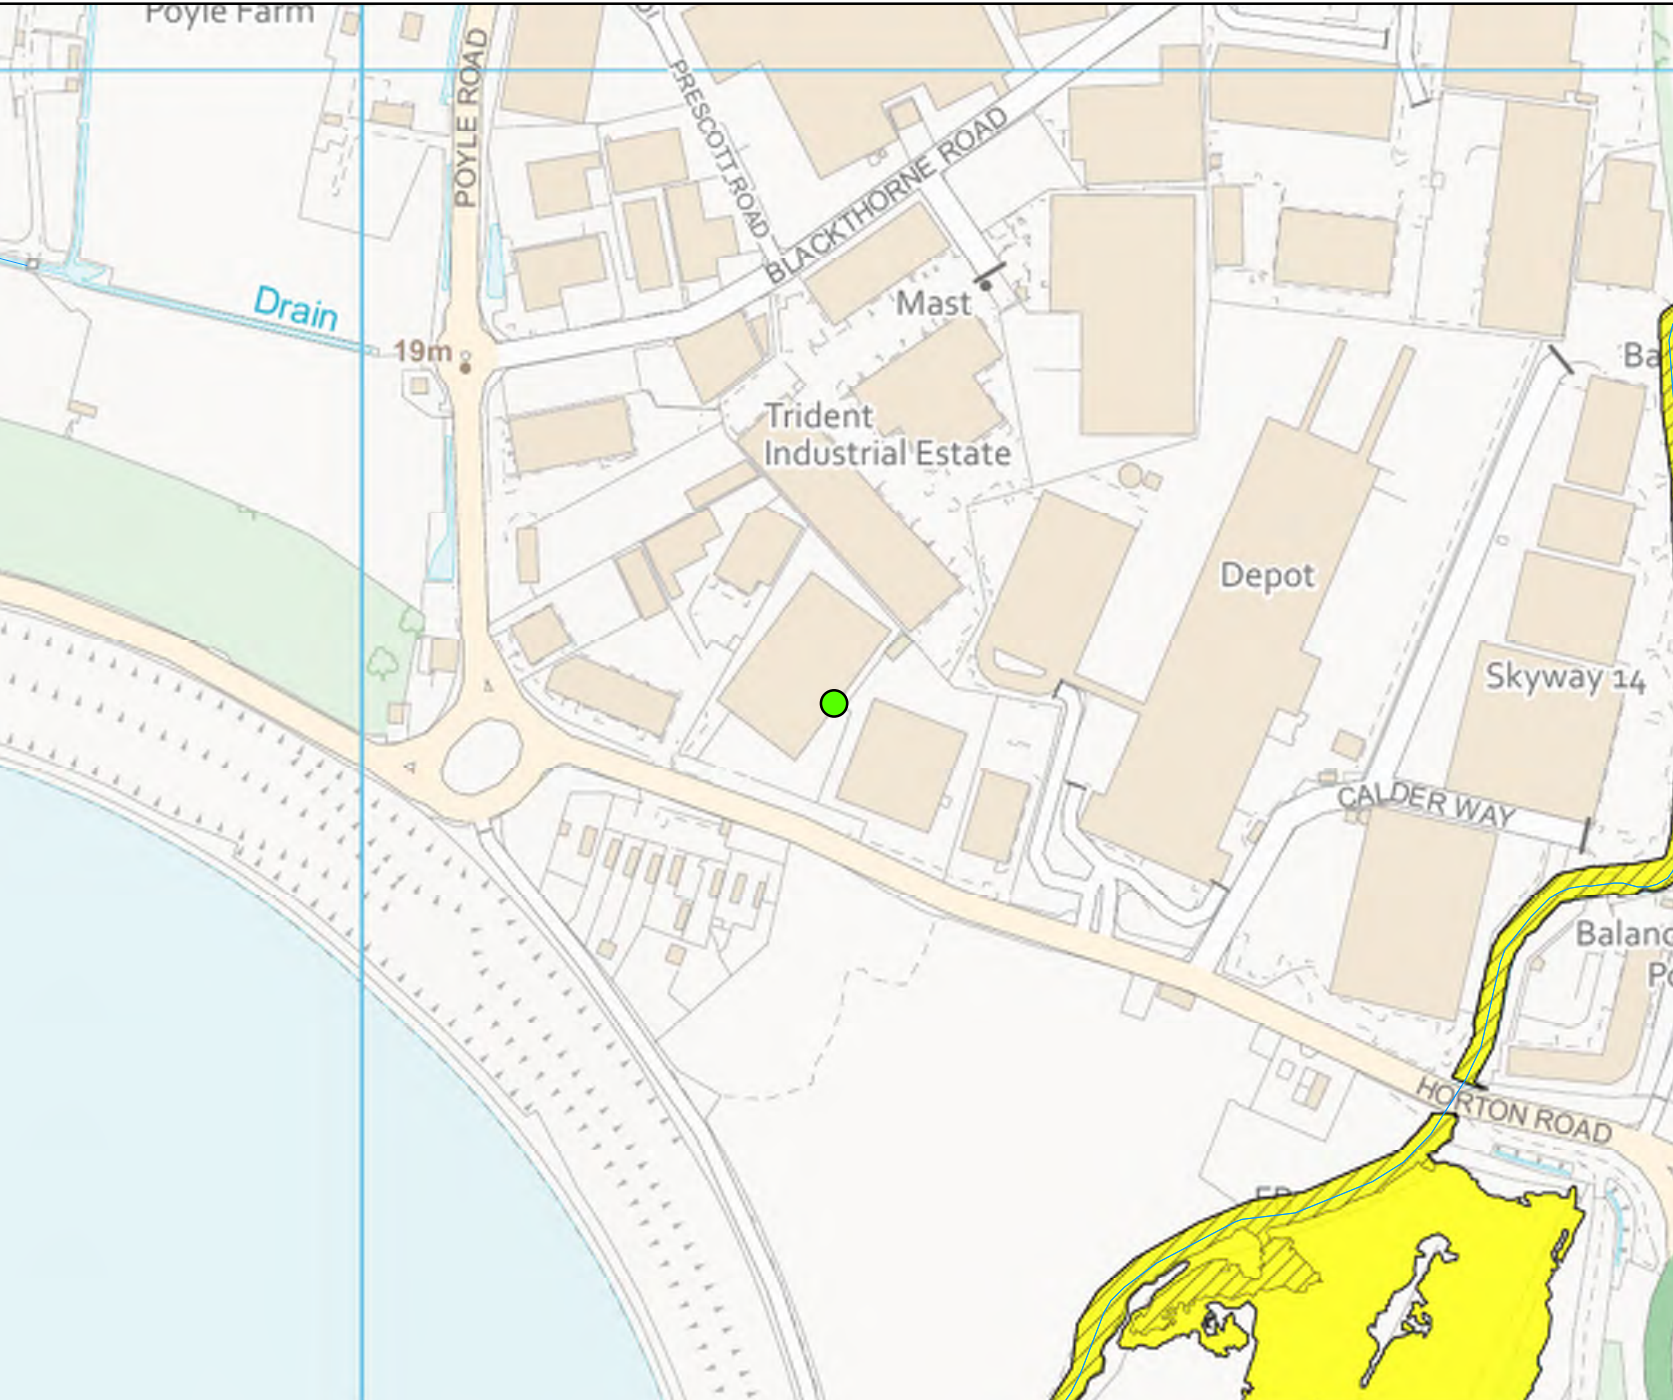 Poyle Farm
POYLE ROAD
PRESCOTT ROAD
BLACKTHORNE ROAD
Drain
19m
Mast
Trident
Industrial Estate
Depot
Skyway 14
CALDER WAY
HORTON ROAD